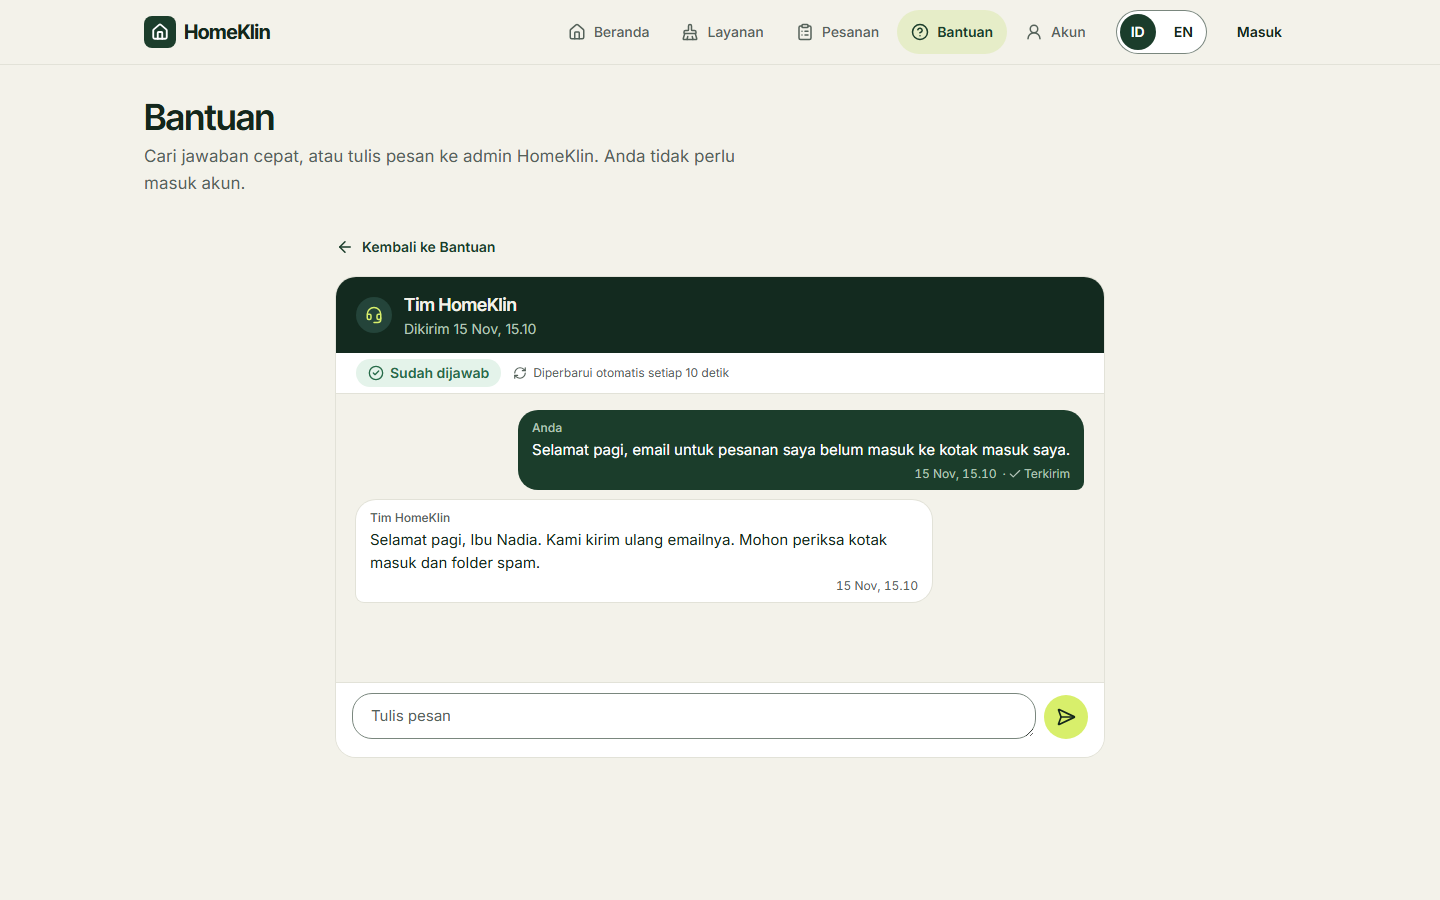 HomeKlin
Beranda
Layanan
Pesanan
Bantuan
Akun
ID
EN
Masuk
Bantuan
Cari jawaban cepat, atau tulis pesan ke admin HomeKlin. Anda tidak perlu
masuk akun.
Kembali ke Bantuan
Tim HomeKlin
Dikirim 15 Nov, 15.10
Sudah dijawab
Diperbarui otomatis setiap 10 detik
Anda
Selamat pagi, email untuk pesanan saya belum masuk ke kotak masuk saya.
15 Nov, 15.10 · ✓ Terkirim
Tim HomeKlin
Selamat pagi, Ibu Nadia. Kami kirim ulang emailnya. Mohon periksa kotak
masuk dan folder spam.
15 Nov, 15.10
Tulis pesan